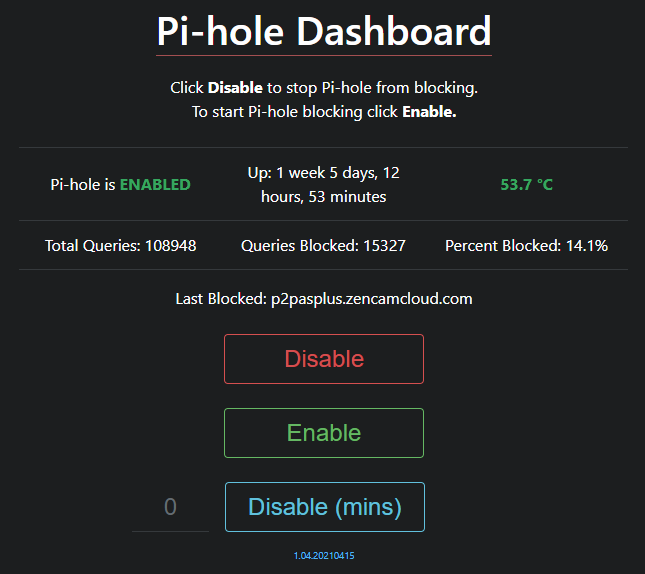 Pi-hole Dashboard
Click Disable to stop Pi-hole from blocking.
To start Pi-hole blocking click Enable.
Pi-hole is ENABLED
Up: 1 week 5 days, 12
hours, 53 minutes
53.7 °C
Total Queries: 108948
Queries Blocked: 15327
Percent Blocked: 14.1%
Last Blocked: p2pasplus.zencamcloud.com
Disable
Enable
0
Disable (mins)
1.04.20210415